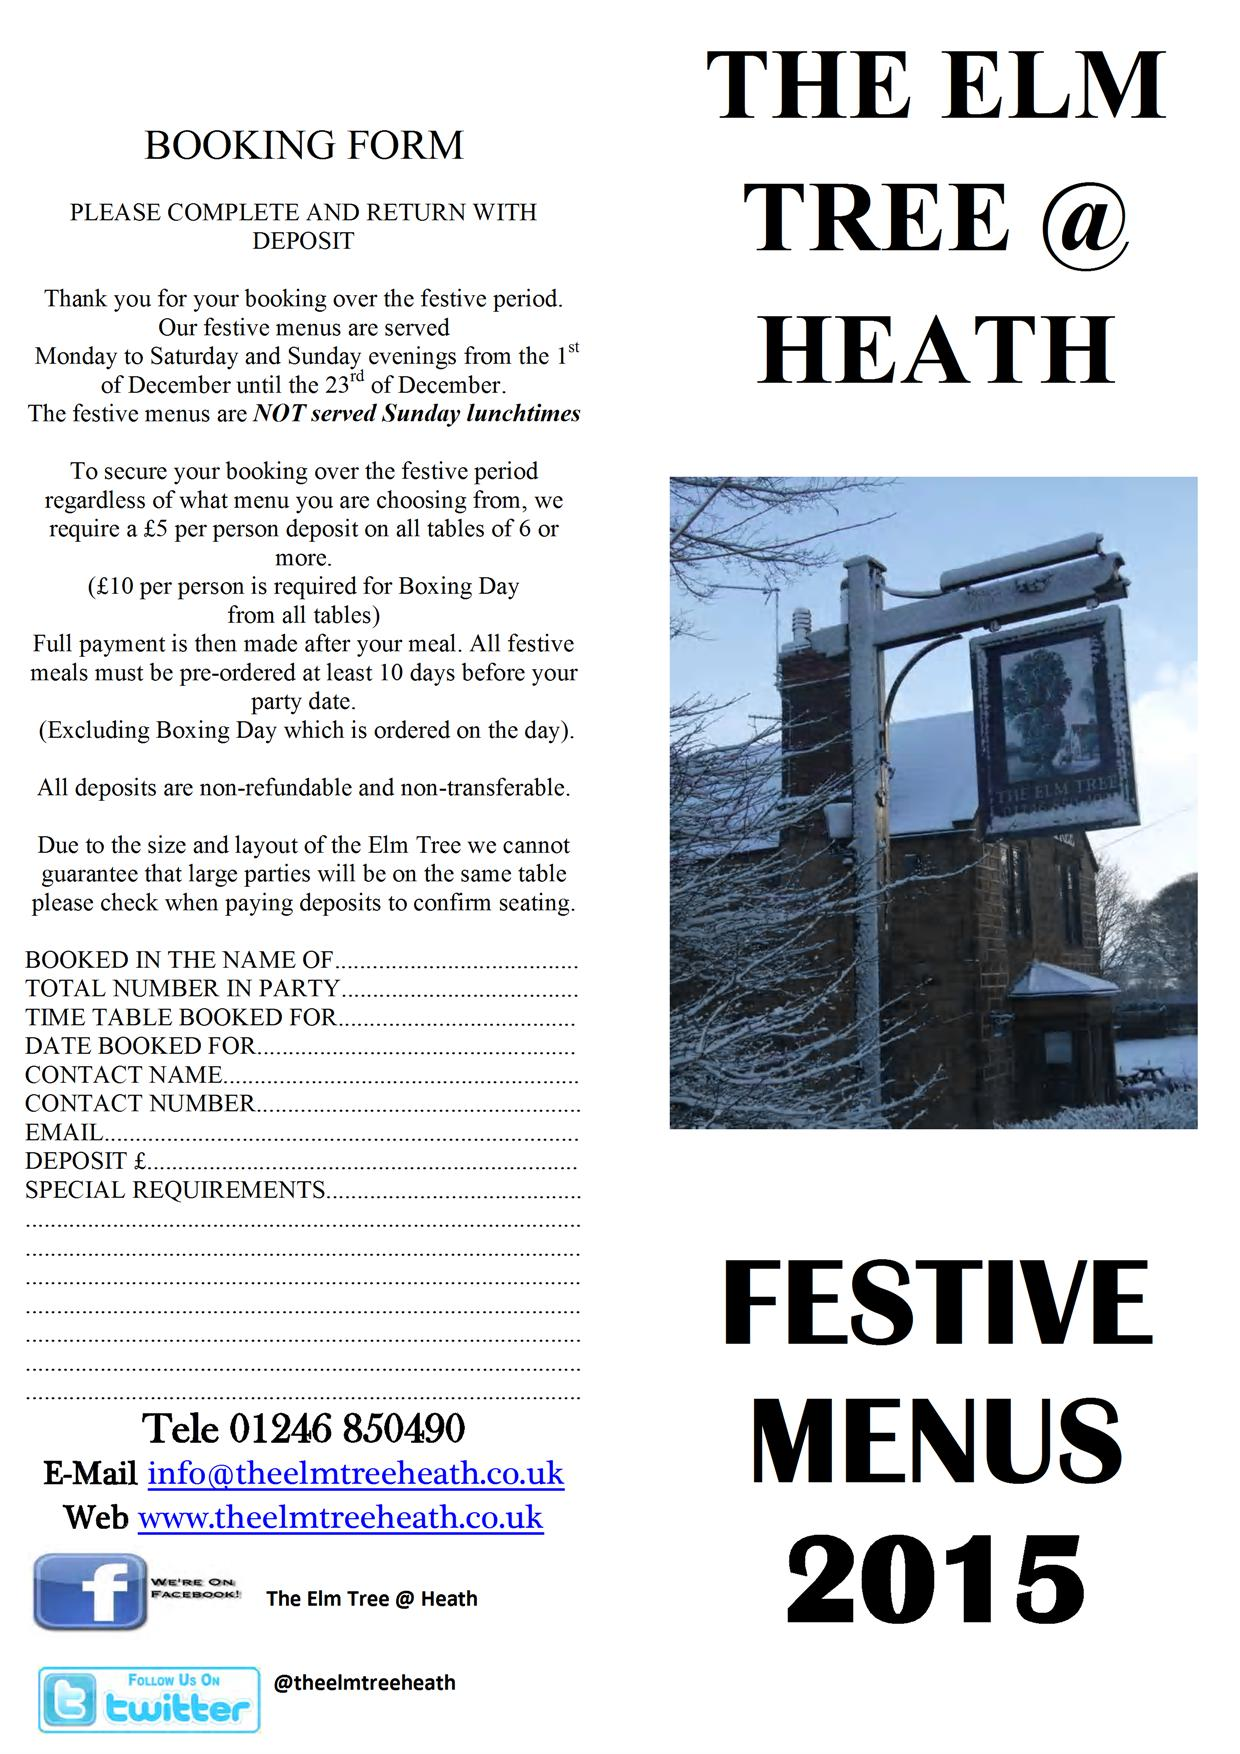 BOOKING FORM
PLEASE COMPLETE AND RETURN WITH
DEPOSIT
Thank you for your booking over the festive period.
Our festive menus are served
Monday to Saturday and Sunday evenings from the 1st
of December until the 23rd of December.
The festive menus are NOT served Sunday lunchtimes
To secure your booking over the festive period
regardless of what menu you are choosing from, we
require a £5 per person deposit on all tables of 6 or
more.
(£10 per person is required for Boxing Day
from all tables)
Full payment is then made after your meal. All festive
meals must be pre-ordered at least 10 days before your
party date.
(Excluding Boxing Day which is ordered on the day).
All deposits are non-refundable and non-transferable.
Due to the size and layout of the Elm Tree we cannot
guarantee that large parties will be on the same table
please check when paying deposits to confirm seating.
BOOKED IN THE NAME OF.......................................
TOTAL NUMBER IN PARTY......................................
TIME TABLE BOOKED FOR......................................
DATE BOOKED FOR...................................................
CONTACT NAME.........................................................
CONTACT NUMBER....................................................
EMAIL............................................................................
DEPOSIT £.....................................................................
SPECIAL REQUIREMENTS.........................................
.........................................................................................
.........................................................................................
.........................................................................................
.........................................................................................
.........................................................................................
.........................................................................................
.........................................................................................
Tele 01246 850490
E-Mail info@theelmtreeheath.co.uk
Web www.theelmtreeheath.co.uk
f
WE'RE ON
FACEBOOK!
The Elm Tree @ Heath
t
FOLLOW US ON
twitter
@theelmtreeheath
THE ELM
TREE @
HEATH
THE ELM TREE
FESTIVE
MENUS
2015